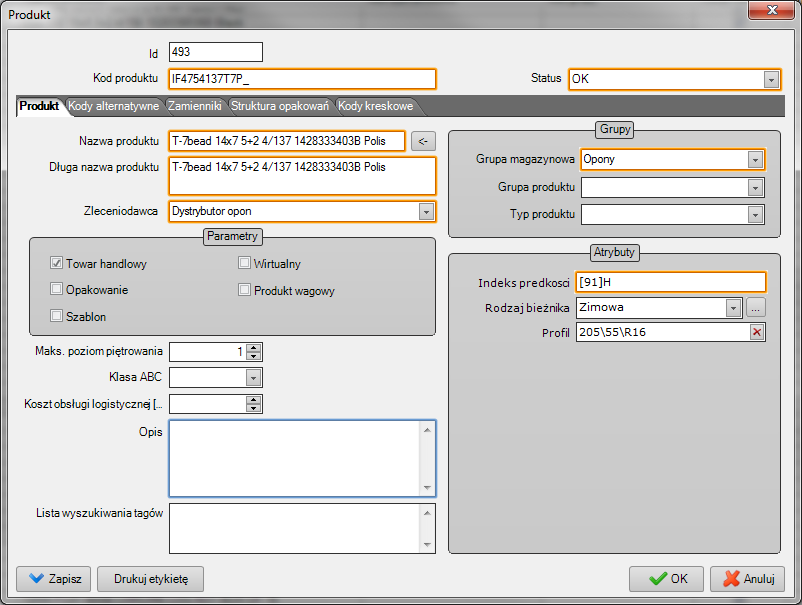 Produkt
Id 493
Kod produktu IF4754137T7P_ Status OK
Produkt Kody alternatywne Zamienniki Struktura opakowań Kody kreskowe
Nazwa produktu T-7bead 14x7 5+2 4/137 1428333403B Polis <-
Długa nazwa produktu T-7bead 14x7 5+2 4/137 1428333403B Polis
Zleceniodawca Dystrybutor opon
Parametry
Towar handlowy Wirtualny
Opakowanie Produkt wagowy
Szablon
Maks. poziom piętrowania 1
Klasa ABC
Koszt obsługi logistycznej [...
Opis
Lista wyszukiwania tagów
Grupy
Grupa magazynowa Opony
Grupa produktu
Typ produktu
Atrybuty
Indeks predkosci [91]H
Rodzaj bieżnika Zimowa ...
Profil 205\55\R16
Zapisz Drukuj etykietę OK Anuluj